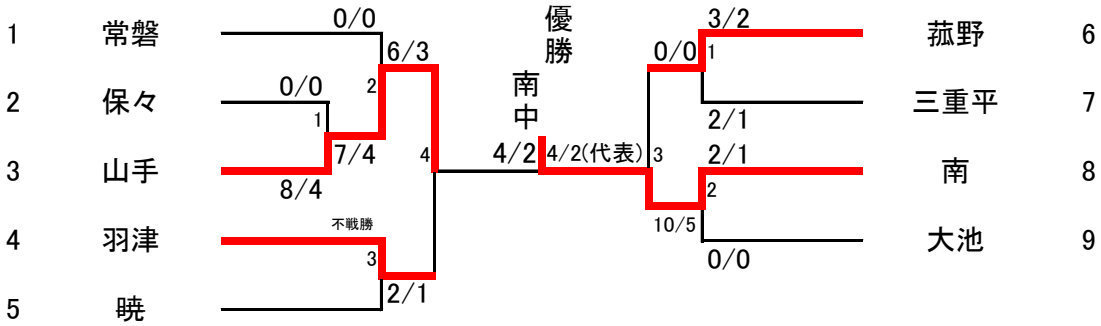 1 常磐 0/0
6/3
2 保々 0/0
2
1
7/4
3 山手 8/4
4
4 羽津 不戦勝
3
2/1
5 暁
優勝
南中
4/2
4/2(代表)
3/2 菰野 6
0/0
1
2/1 三重平 7
3
2/1 南 8
2
10/5
0/0 大池 9